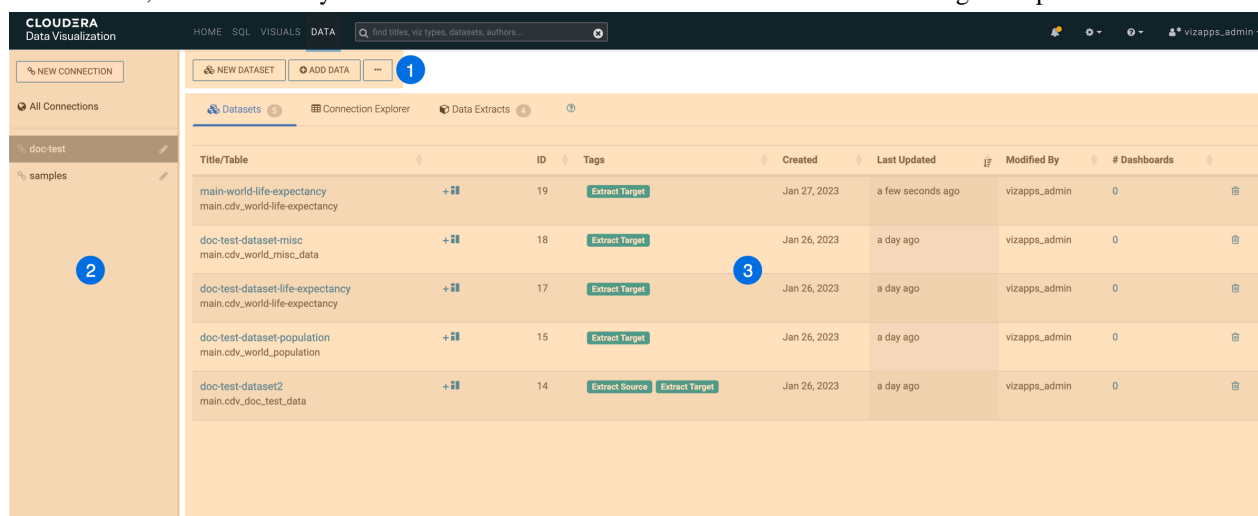 CLOUDERA
Data Visualization
HOME SQL VISUALS DATA find titles, viz types, datasets, authors... vizapps_admin
NEW CONNECTION
NEW DATASET ADD DATA ... 1
All Connections
Datasets 5 Connection Explorer Data Extracts 4
doc-test
samples
2
Title/Table ID Tags Created Last Updated Modified By # Dashboards
main-world-life-expectancy 19 Extract Target Jan 27, 2023 a few seconds ago vizapps_admin 0
main.cdv_world-life-expectancy
doc-test-dataset-misc 18 Extract Target Jan 26, 2023 a day ago vizapps_admin 0
main.cdv_world_misc_data
3
doc-test-dataset-life-expectancy 17 Extract Target Jan 26, 2023 a day ago vizapps_admin 0
main.cdv_world-life-expectancy
doc-test-dataset-population 15 Extract Target Jan 26, 2023 a day ago vizapps_admin 0
main.cdv_world_population
doc-test-dataset2 14 Extract Source Extract Target Jan 26, 2023 a day ago vizapps_admin 0
main.cdv_doc_test_data